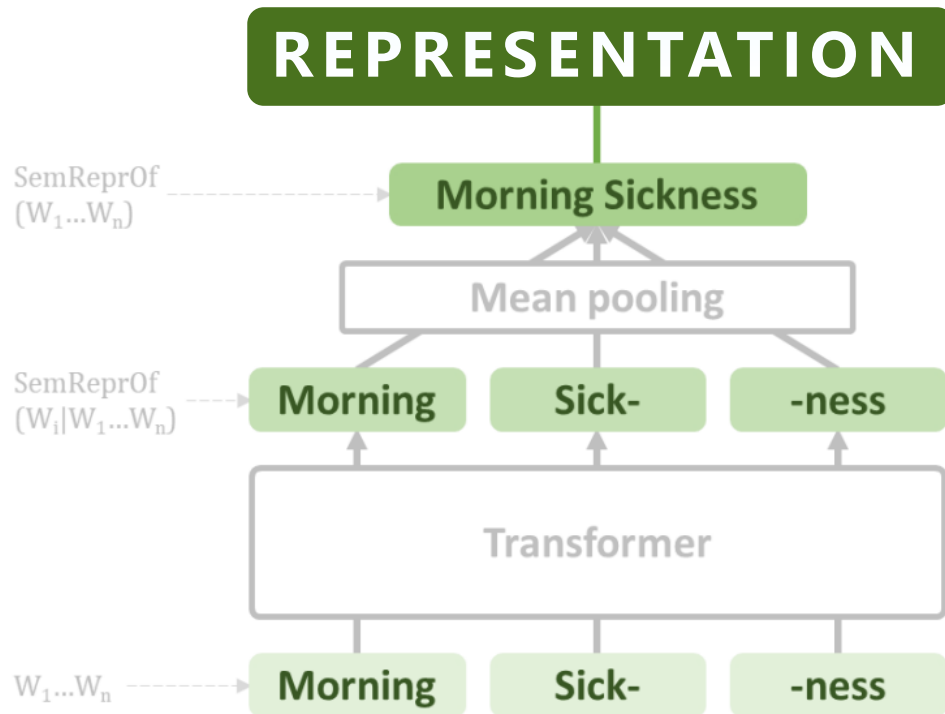 REPRESENTATION
SemReprOf
(W₁...Wₙ)
Morning Sickness
Mean pooling
SemReprOf
(Wᵢ|W₁...Wₙ)
Morning Sick- -ness
Transformer
W₁...Wₙ
Morning Sick- -ness